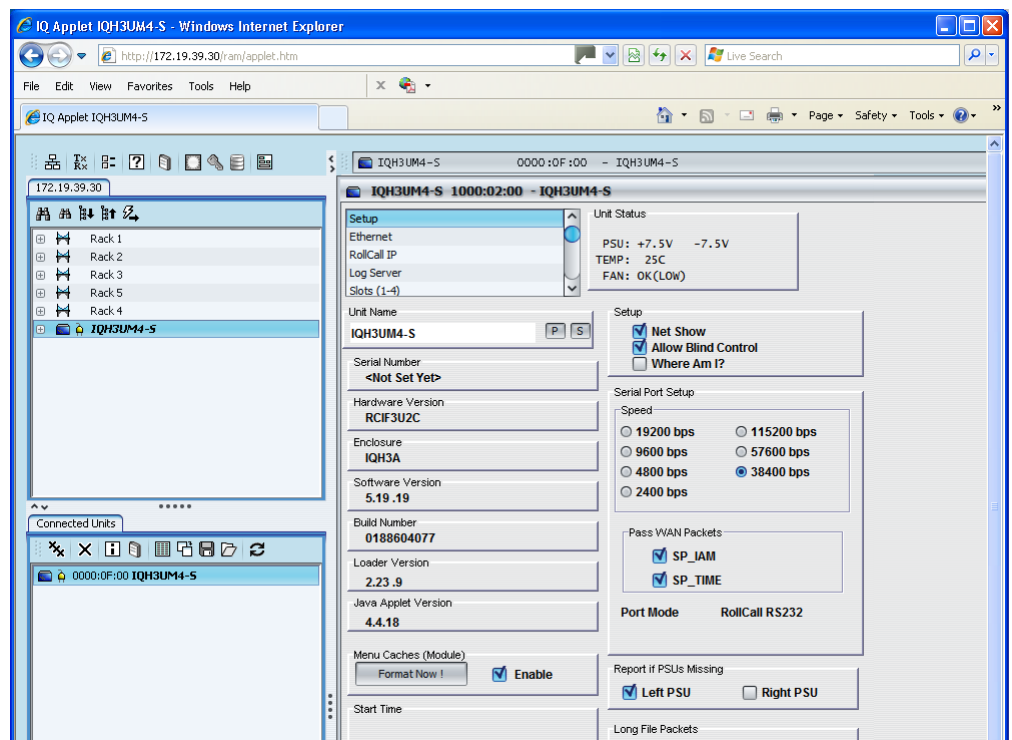 IQ Applet IQH3UM4-S - Windows Internet Explorer
http://172.19.39.30/ram/applet.htm
Live Search
File Edit View Favorites Tools Help
X
IQ Applet IQH3UM4-S
Page Safety Tools
IQH3UM4-S 0000:0F:00 - IQH3UM4-S
172.19.39.30
IQH3UM4-S 1000:02:00 - IQH3UM4-S
Rack 1
Rack 2
Rack 3
Rack 5
Rack 4
IQH3UM4-S
Connected Units
0000:0F:00 IQH3UM4-S
Setup
Ethernet
RollCall IP
Log Server
Slots (1-4)
Unit Status
PSU: +7.5V -7.5V
TEMP: 25C
FAN: OK(LOW)
Unit Name
IQH3UM4-S P S
Serial Number
<Not Set Yet>
Hardware Version
RCIF3U2C
Enclosure
IQH3A
Software Version
5.19 .19
Build Number
0188604077
Loader Version
2.23 .9
Java Applet Version
4.4.18
Menu Caches (Module)
Format Now ! Enable
Start Time
Setup
Net Show
Allow Blind Control
Where Am I?
Serial Port Setup
Speed
19200 bps 115200 bps
9600 bps 57600 bps
4800 bps 38400 bps
2400 bps
Pass WAN Packets
SP_IAM
SP_TIME
Port Mode RollCall RS232
Report if PSUs Missing
Left PSU Right PSU
Long File Packets